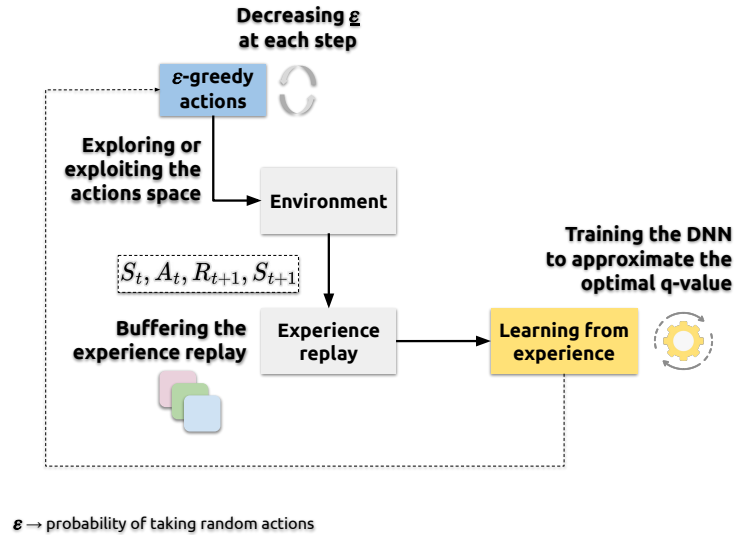 Decreasing ε
at each step
ε-greedy
actions
Exploring or
exploiting the
actions space
Environment
Training the DNN
to approximate the
optimal q-value
S_t, A_t, R_{t+1}, S_{t+1}
Buffering the
experience replay
Experience
replay
Learning from
experience
ε → probability of taking random actions